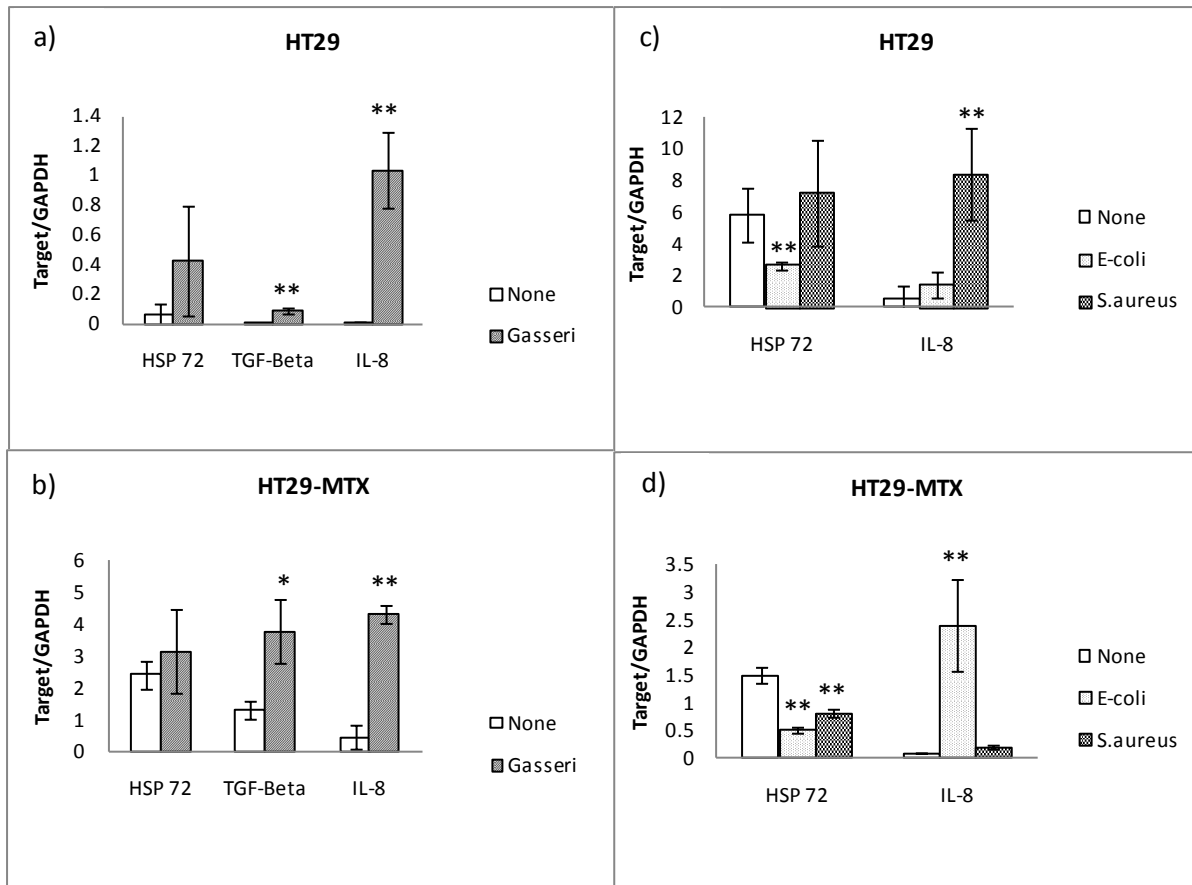 a)
HT29
Target/GAPDH
1.4
1.2
1
0.8
0.6
0.4
0.2
0
**
**
HSP 72 TGF-Beta IL-8
None
Gasseri
c)
HT29
Target/GAPDH
12
10
8
6
4
2
0
**
**
HSP 72 IL-8
None
E-coli
S.aureus
b)
HT29-MTX
Target/GAPDH
6
5
4
3
2
1
0
* **
HSP 72 TGF-Beta IL-8
None
Gasseri
d)
HT29-MTX
Target/GAPDH
3.5
3
2.5
2
1.5
1
0.5
0
**
** **
HSP 72 IL-8
None
E-coli
S.aureus